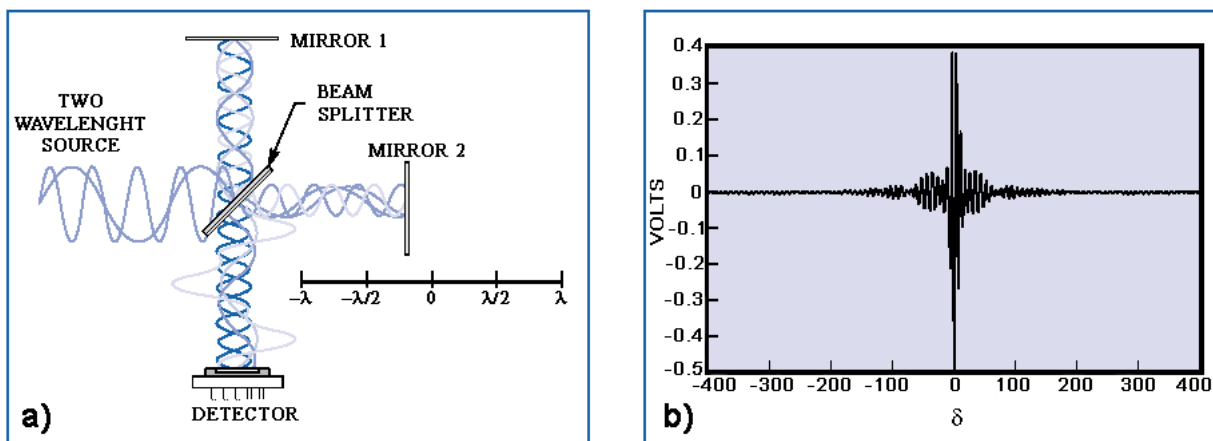 MIRROR 1
TWO
WAVELENGHT
SOURCE
BEAM
SPLITTER
MIRROR 2
−λ −λ/2 0 λ/2 λ
DETECTOR
a)
0.4
0.3
0.2
0.1
0
-0.1
-0.2
-0.3
-0.4
-0.5
VOLTS
-400 -300 -200 -100 0 100 200 300 400
δ
b)